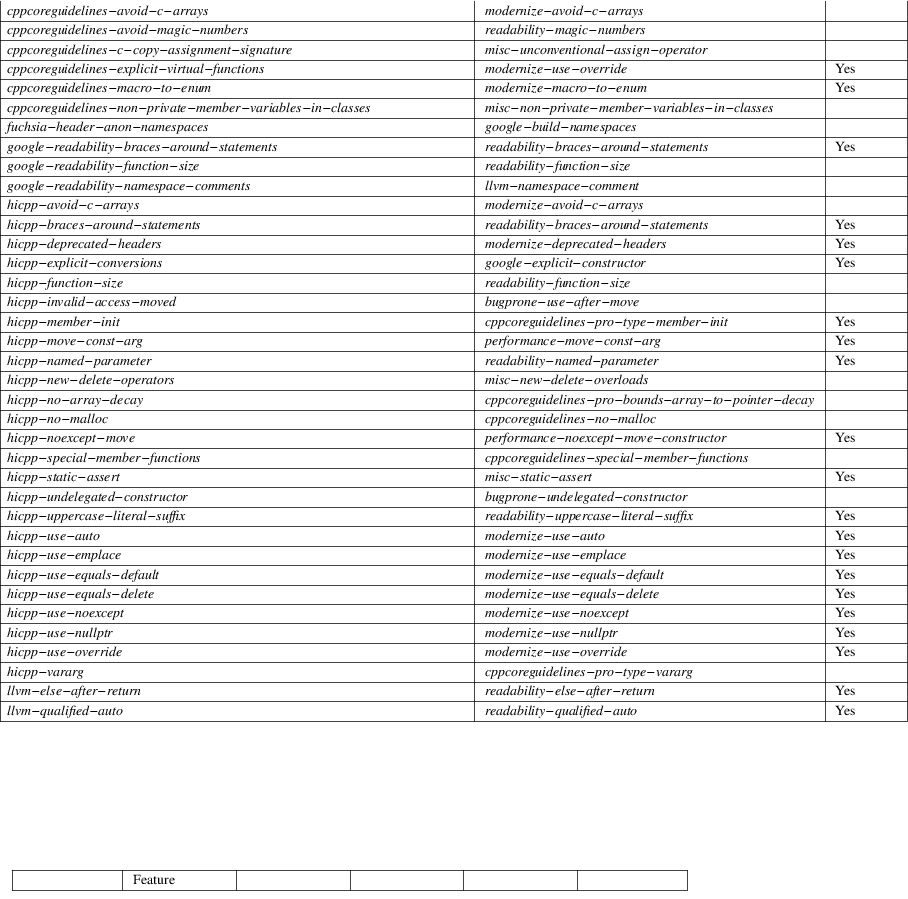 cppcoreguidelines−avoid−c−arrays modernize−avoid−c−arrays
cppcoreguidelines−avoid−magic−numbers readability−magic−numbers
cppcoreguidelines−c−copy−assignment−signature misc−unconventional−assign−operator
cppcoreguidelines−explicit−virtual−functions modernize−use−override Yes
cppcoreguidelines−macro−to−enum modernize−macro−to−enum Yes
cppcoreguidelines−non−private−member−variables−in−classes misc−non−private−member−variables−in−classes
fuchsia−header−anon−namespaces google−build−namespaces
google−readability−braces−around−statements readability−braces−around−statements Yes
google−readability−function−size readability−function−size
google−readability−namespace−comments llvm−namespace−comment
hicpp−avoid−c−arrays modernize−avoid−c−arrays
hicpp−braces−around−statements readability−braces−around−statements Yes
hicpp−deprecated−headers modernize−deprecated−headers Yes
hicpp−explicit−conversions google−explicit−constructor Yes
hicpp−function−size readability−function−size
hicpp−invalid−access−moved bugprone−use−after−move
hicpp−member−init cppcoreguidelines−pro−type−member−init Yes
hicpp−move−const−arg performance−move−const−arg Yes
hicpp−named−parameter readability−named−parameter Yes
hicpp−new−delete−operators misc−new−delete−overloads
hicpp−no−array−decay cppcoreguidelines−pro−bounds−array−to−pointer−decay
hicpp−no−malloc cppcoreguidelines−no−malloc
hicpp−noexcept−move performance−noexcept−move−constructor Yes
hicpp−special−member−functions cppcoreguidelines−special−member−functions
hicpp−static−assert misc−static−assert Yes
hicpp−undelegated−constructor bugprone−undelegated−constructor
hicpp−uppercase−literal−suffix readability−uppercase−literal−suffix Yes
hicpp−use−auto modernize−use−auto Yes
hicpp−use−emplace modernize−use−emplace Yes
hicpp−use−equals−default modernize−use−equals−default Yes
hicpp−use−equals−delete modernize−use−equals−delete Yes
hicpp−use−noexcept modernize−use−noexcept Yes
hicpp−use−nullptr modernize−use−nullptr Yes
hicpp−use−override modernize−use−override Yes
hicpp−vararg cppcoreguidelines−pro−type−vararg
llvm−else−after−return readability−else−after−return Yes
llvm−qualified−auto readability−qualified−auto Yes
Feature